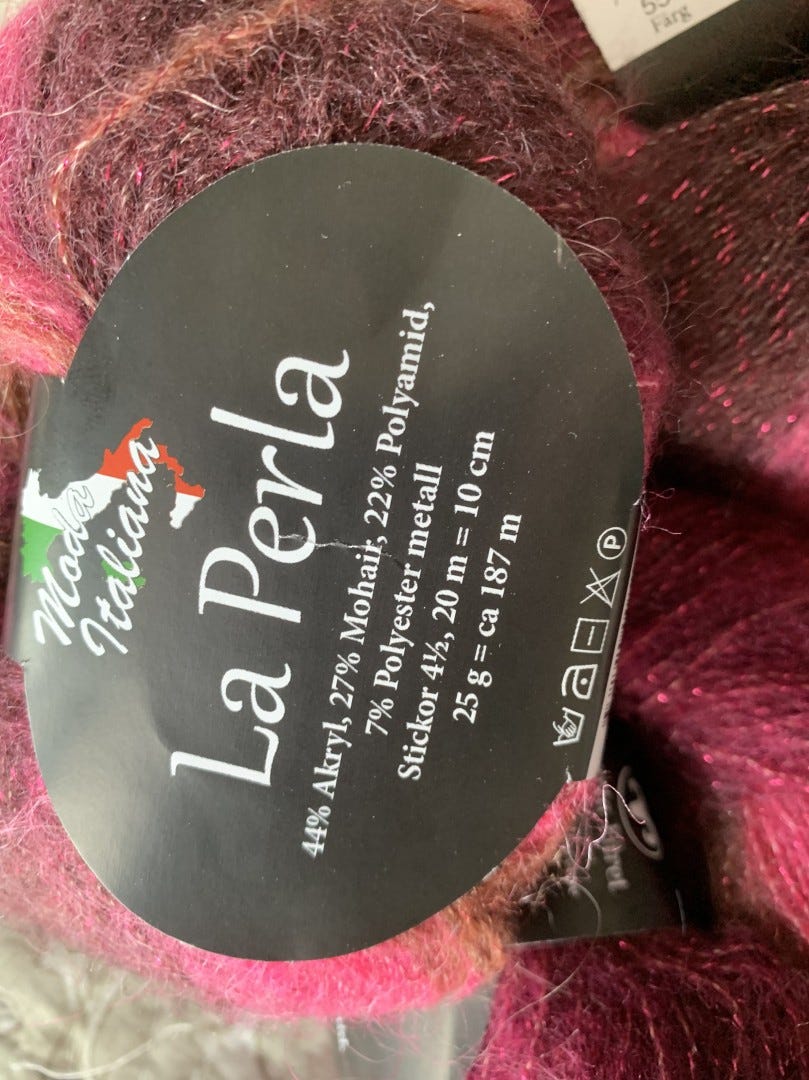 Moda
Italiana
La Perla
44% Akryl, 27% Mohair, 22% Polyamid,
7% Polyester metall
Stickor 4½, 20 m = 10 cm
25 g = ca 187 m
P
Färg